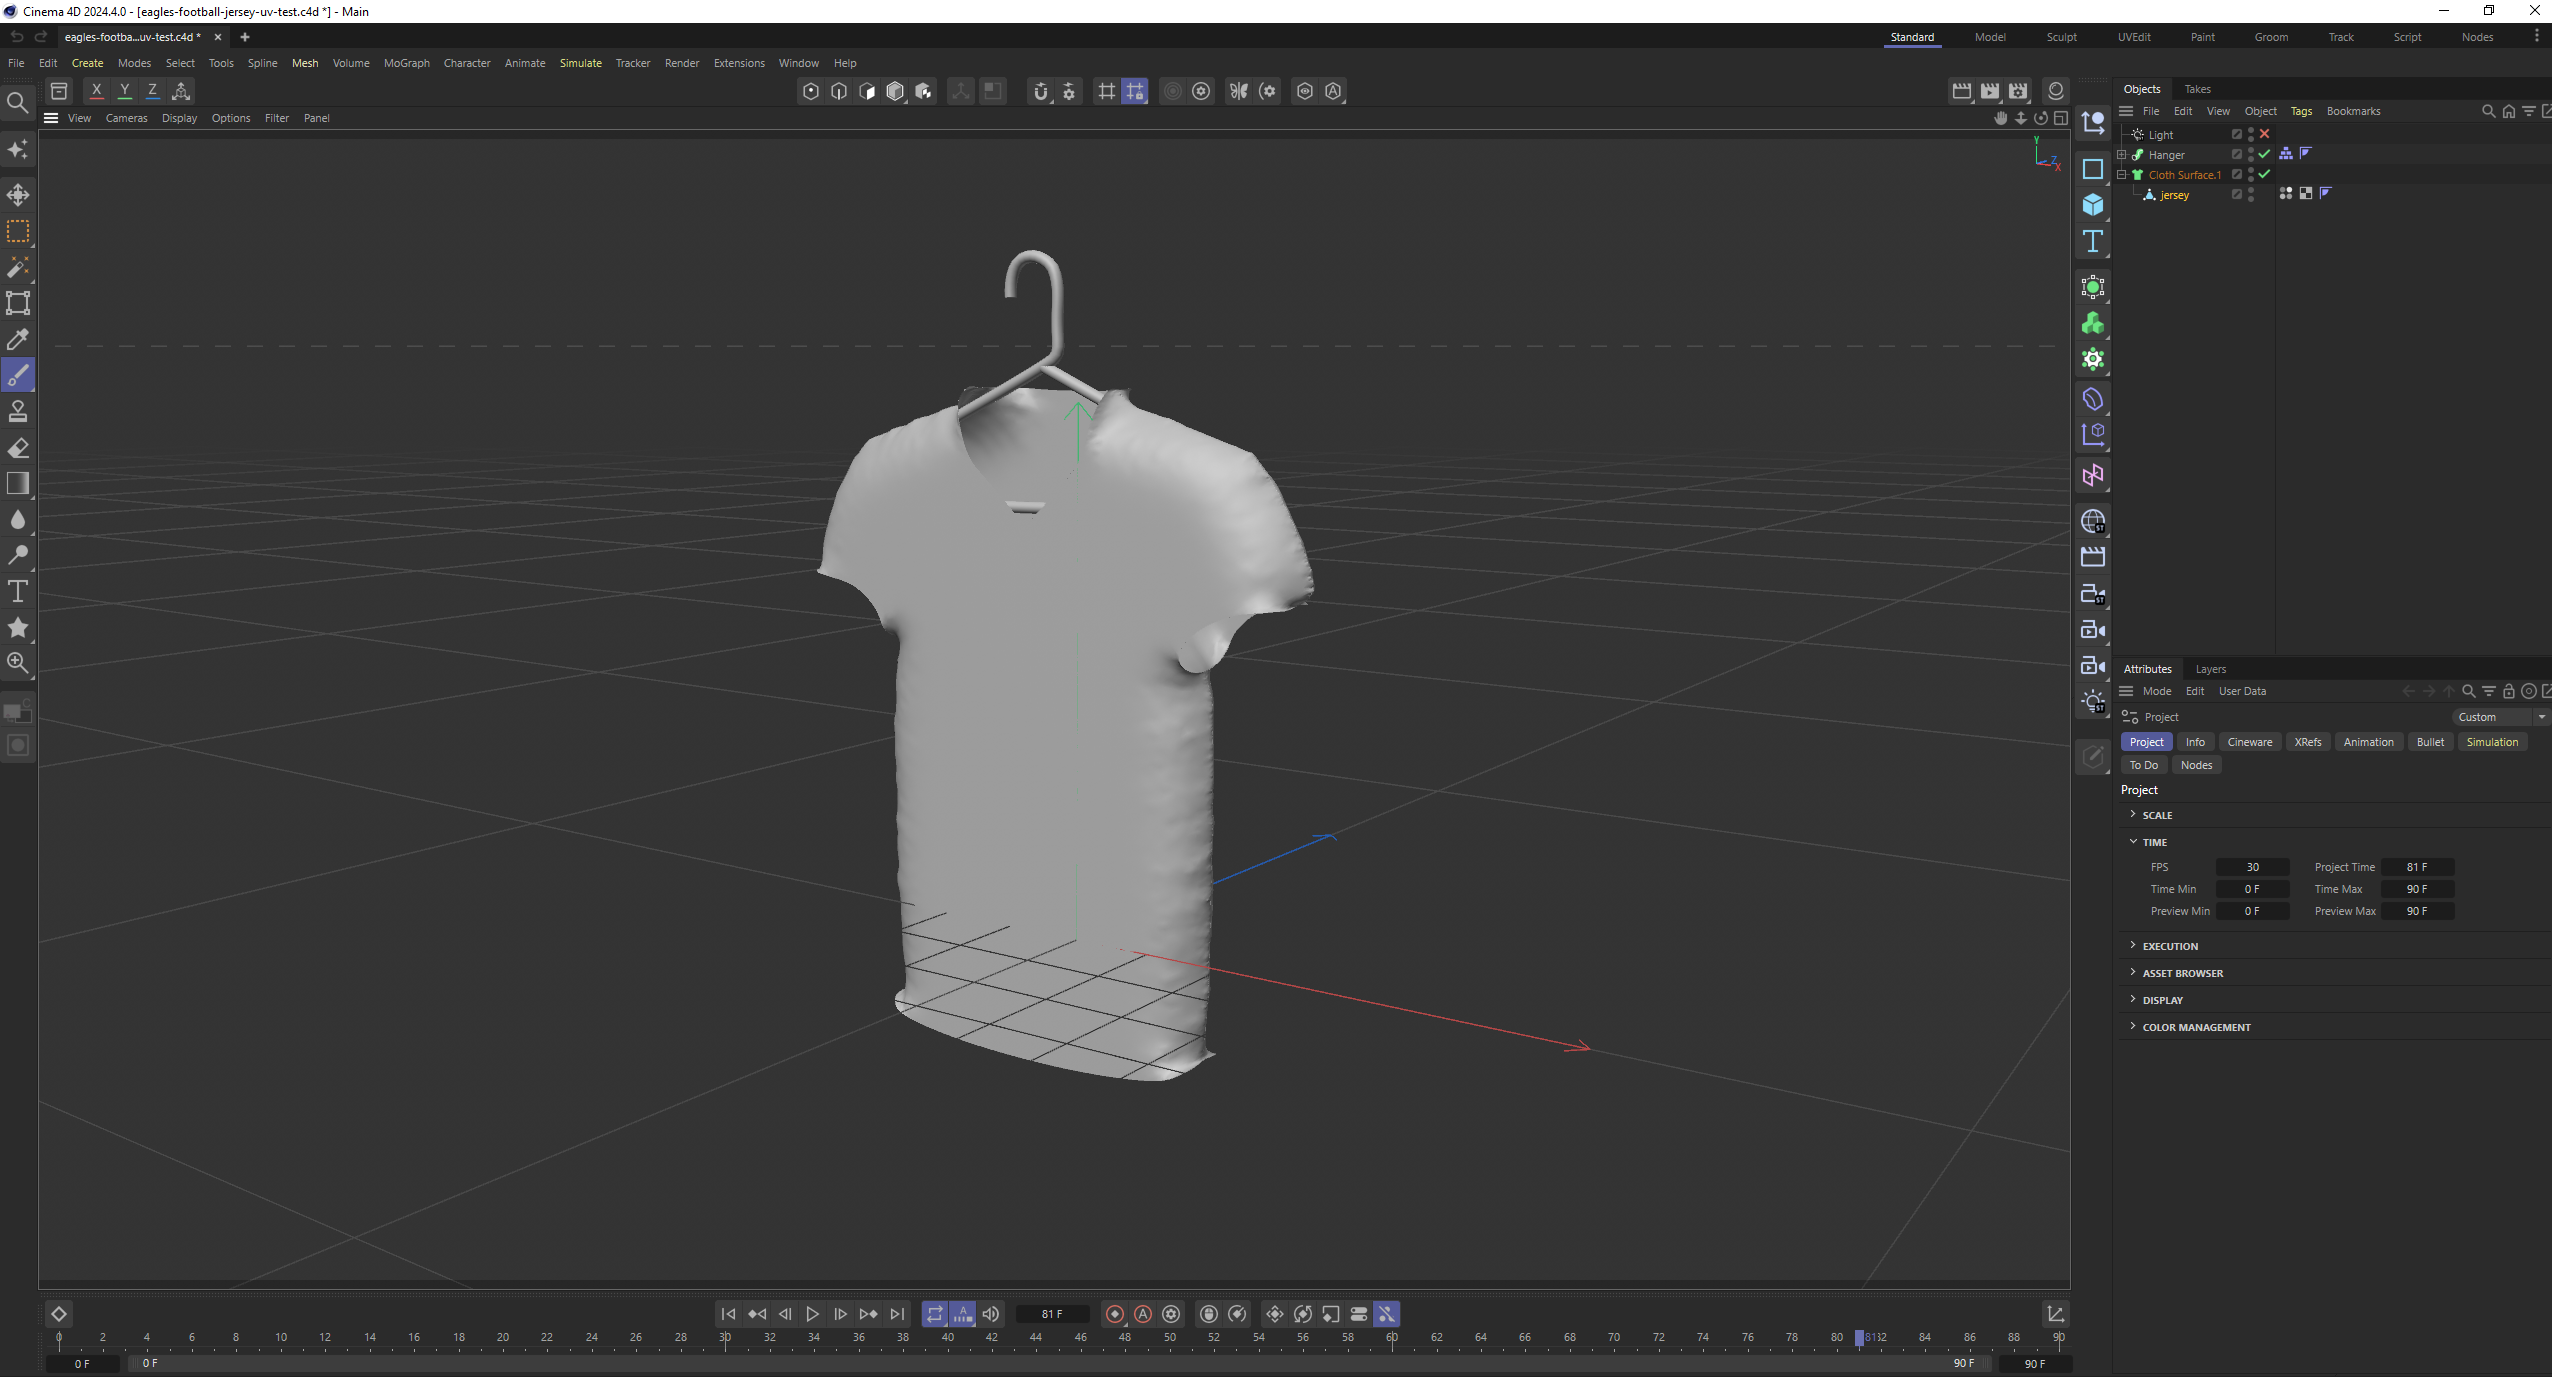 Cinema 4D 2024.4.0 - [eagles-football-jersey-uv-test.c4d *] - Main
eagles-footba...uv-test.c4d *
Standard Model Sculpt UVEdit Paint Groom Track Script Nodes
File Edit Create Modes Select Tools Spline Mesh Volume MoGraph Character Animate Simulate Tracker Render Extensions Window Help
X Y Z
Objects Takes
File Edit View Object Tags Bookmarks
View Cameras Display Options Filter Panel
Light
Hanger
Cloth Surface.1
jersey
Y
Z
X
Attributes Layers
Mode Edit User Data
Project Custom
Project Info Cineware XRefs Animation Bullet Simulation
To Do Nodes
Project
SCALE
TIME
FPS 30 Project Time 81 F
Time Min 0 F Time Max 90 F
Preview Min 0 F Preview Max 90 F
EXECUTION
ASSET BROWSER
DISPLAY
COLOR MANAGEMENT
81 F
0 2 4 6 8 10 12 14 16 18 20 22 24 26 28 30 32 34 36 38 40 42 44 46 48 50 52 54 56 58 60 62 64 66 68 70 72 74 76 78 80 81 82 84 86 88 90
0 F 0 F 90 F 90 F